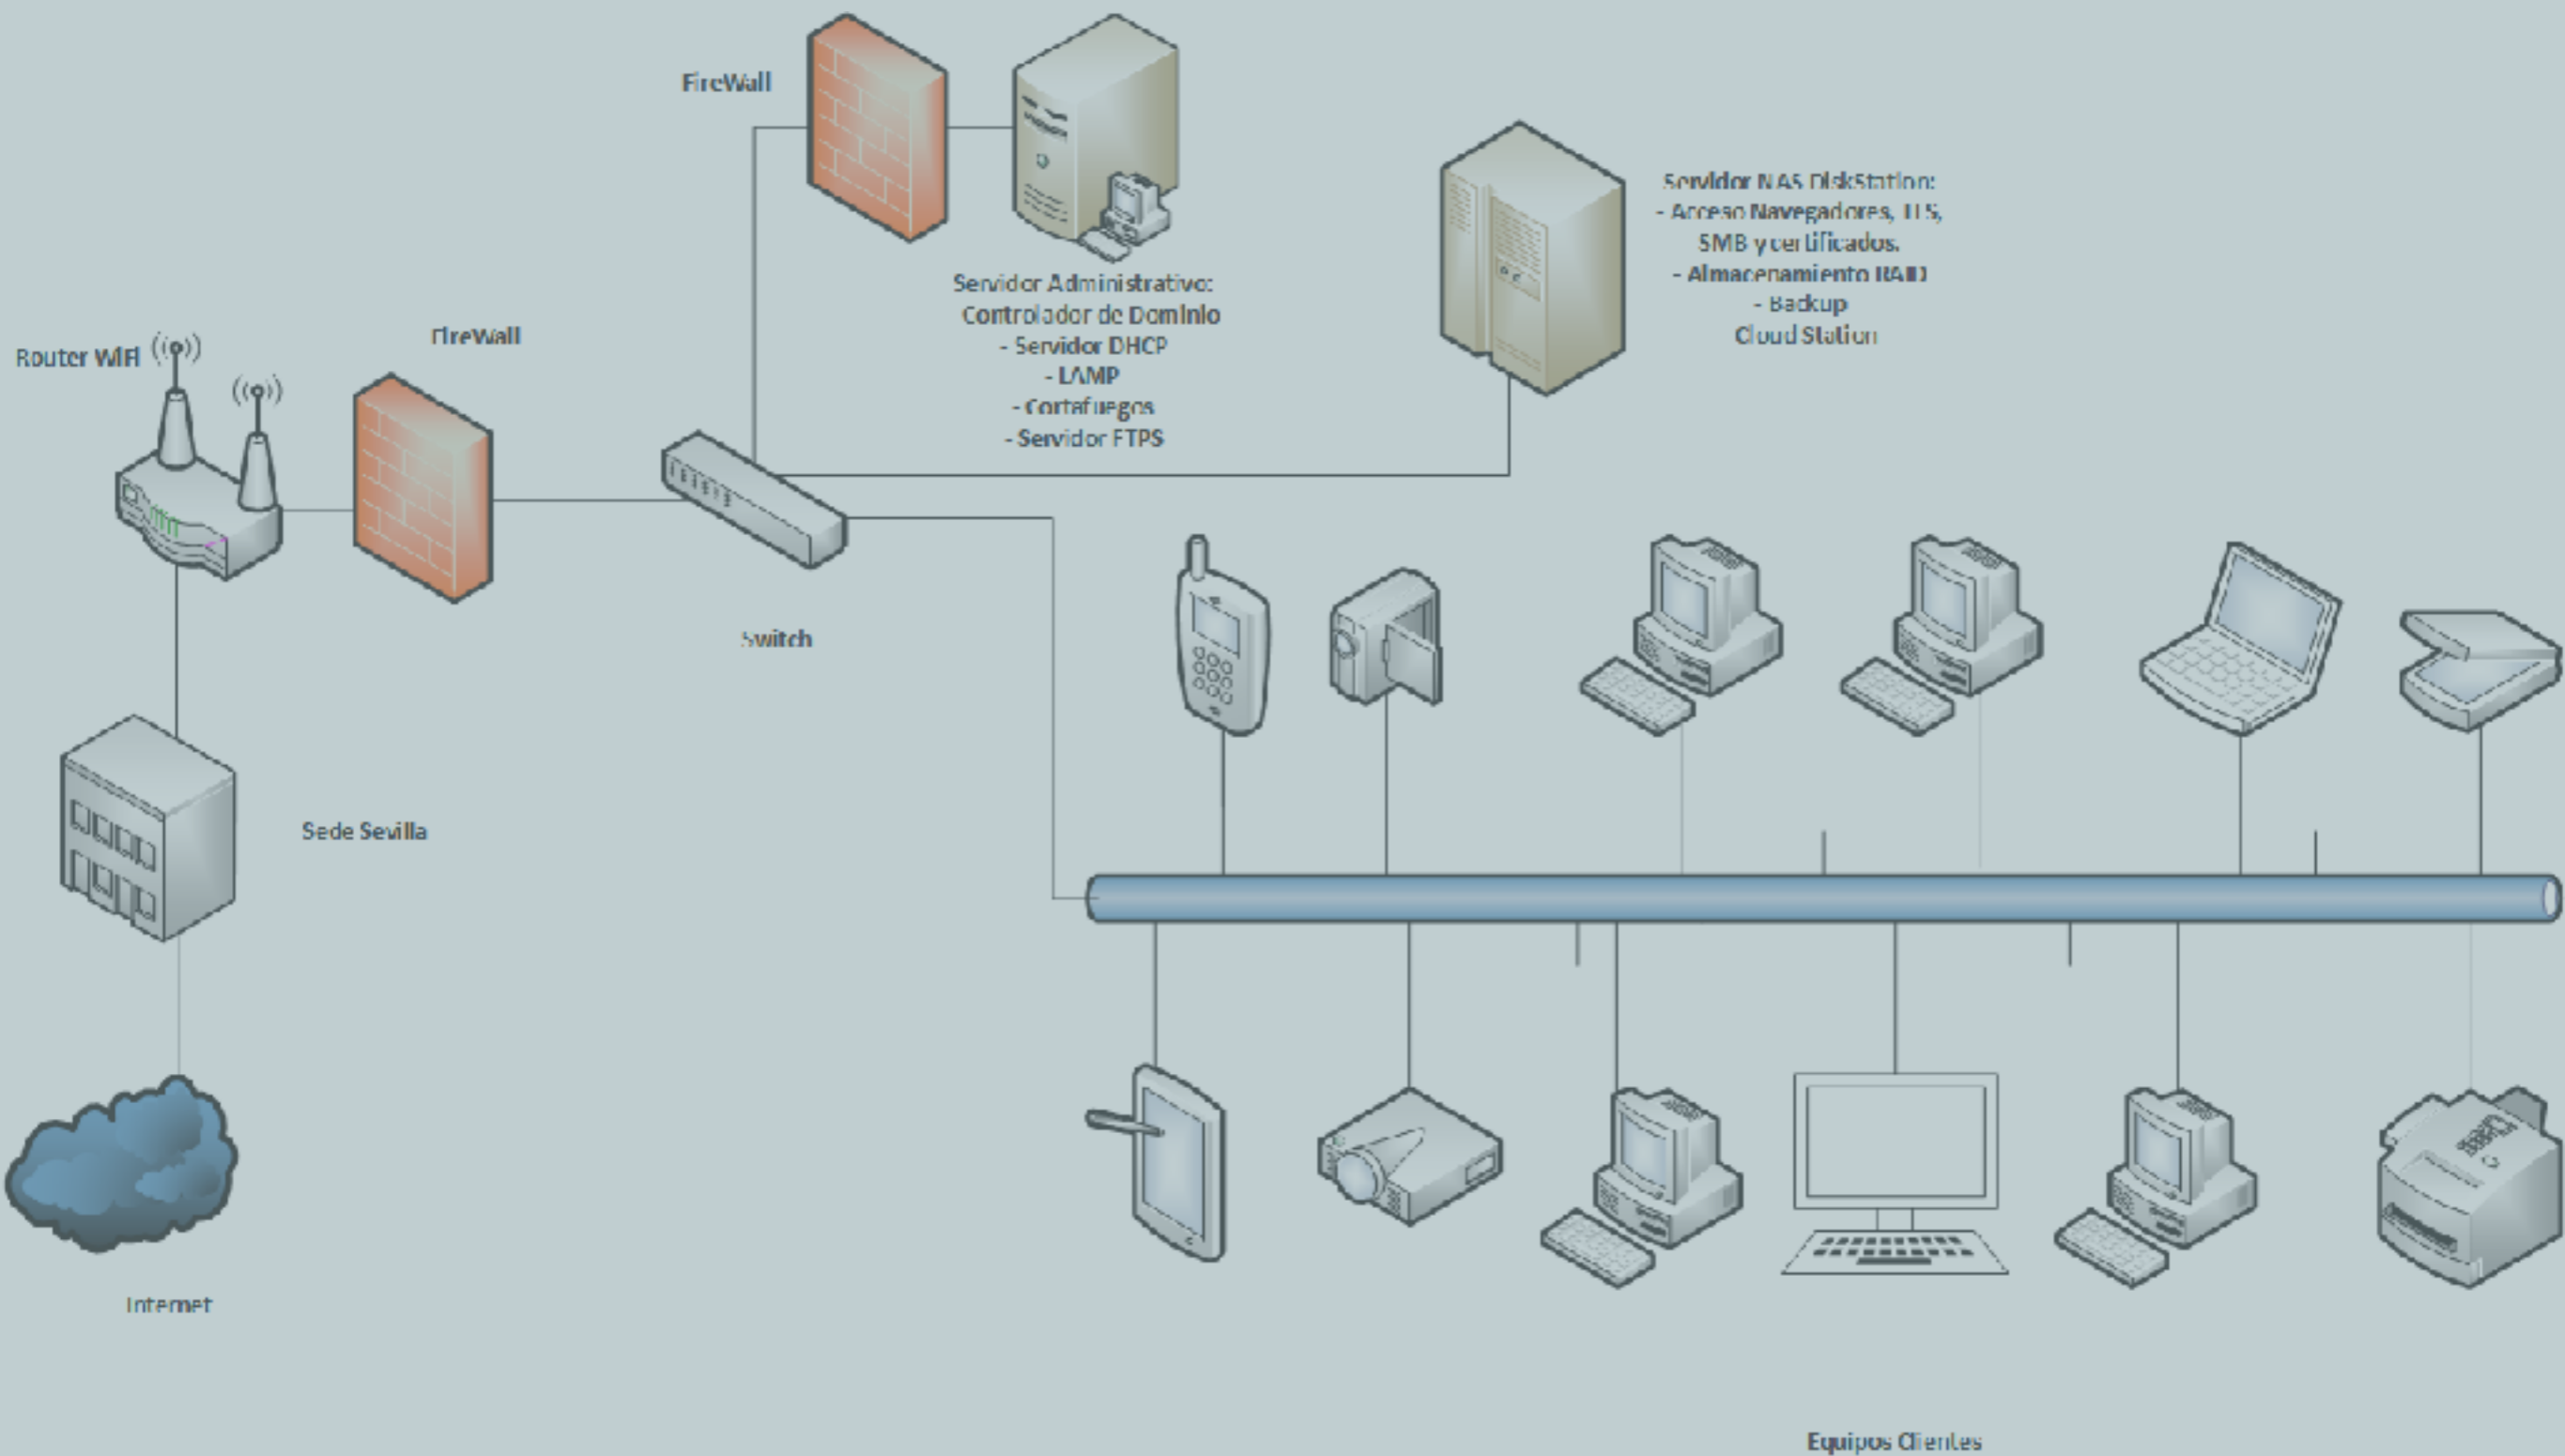 FireWall
Servidor NAS DiskStation:
- Acceso Navegadores,
SMB y certificados.
- Almacenamiento RAID
- Backup
Cloud Station
Servidor Administrativo:
Controlador de Dominio
- Servidor DHCP
- LAMP
- Cortafuegos
- Servidor FTPS
FireWall
Router WiFi
Switch
Sede Sevilla
Internet
Equipos Clientes